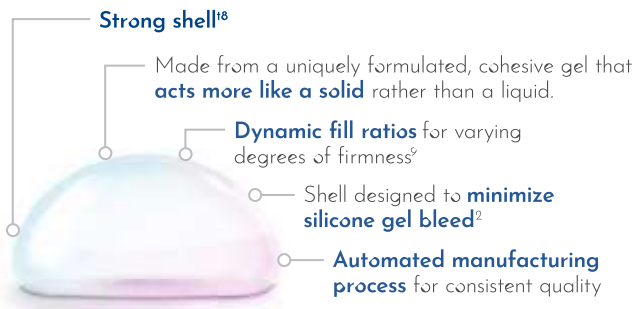 Strong shell†8
Made from a uniquely formulated, cohesive gel that
acts more like a solid rather than a liquid.
Dynamic fill ratios for varying
degrees of firmness9
Shell designed to minimize
silicone gel bleed2
Automated manufacturing
process for consistent quality